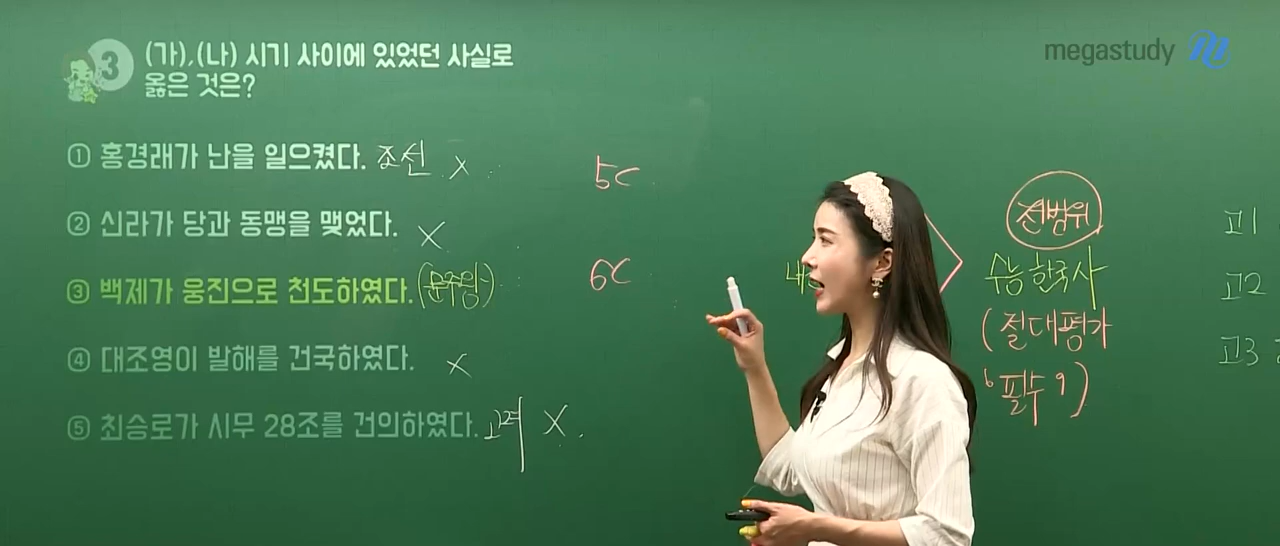 3 (가),(나) 시기 사이에 있었던 사실로
옳은 것은?
megastudy
① 홍경래가 난을 일으켰다. 조선 X
② 신라가 당과 동맹을 맺었다. X
③ 백제가 웅진으로 천도하였다. (문주왕)
④ 대조영이 발해를 건국하였다. X
⑤ 최승로가 시무 28조를 건의하였다. 고려 X
5C
6C
전범위
수능 한국사
(절대평가
필수)
고1
고2
고3